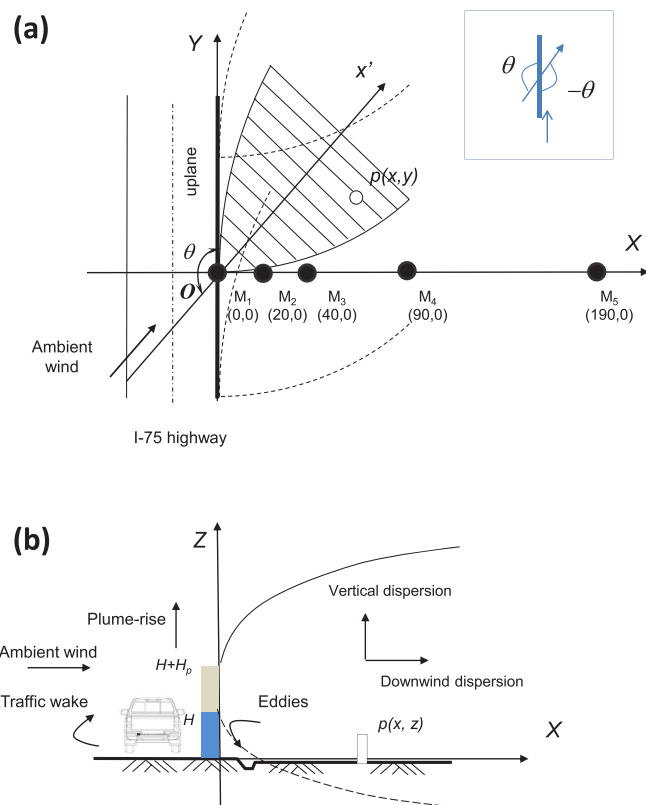 (a)
Y
x'
θ
−θ
uplane
p(x,y)
θ
X
O
M1
M2
M3
M4
M5
(0,0)
(20,0)
(40,0)
(90,0)
(190,0)
Ambient
wind
I-75 highway
(b)
Z
Vertical dispersion
Plume-rise
Ambient wind
H+Hp
Downwind dispersion
Traffic wake
H
Eddies
p(x, z)
X